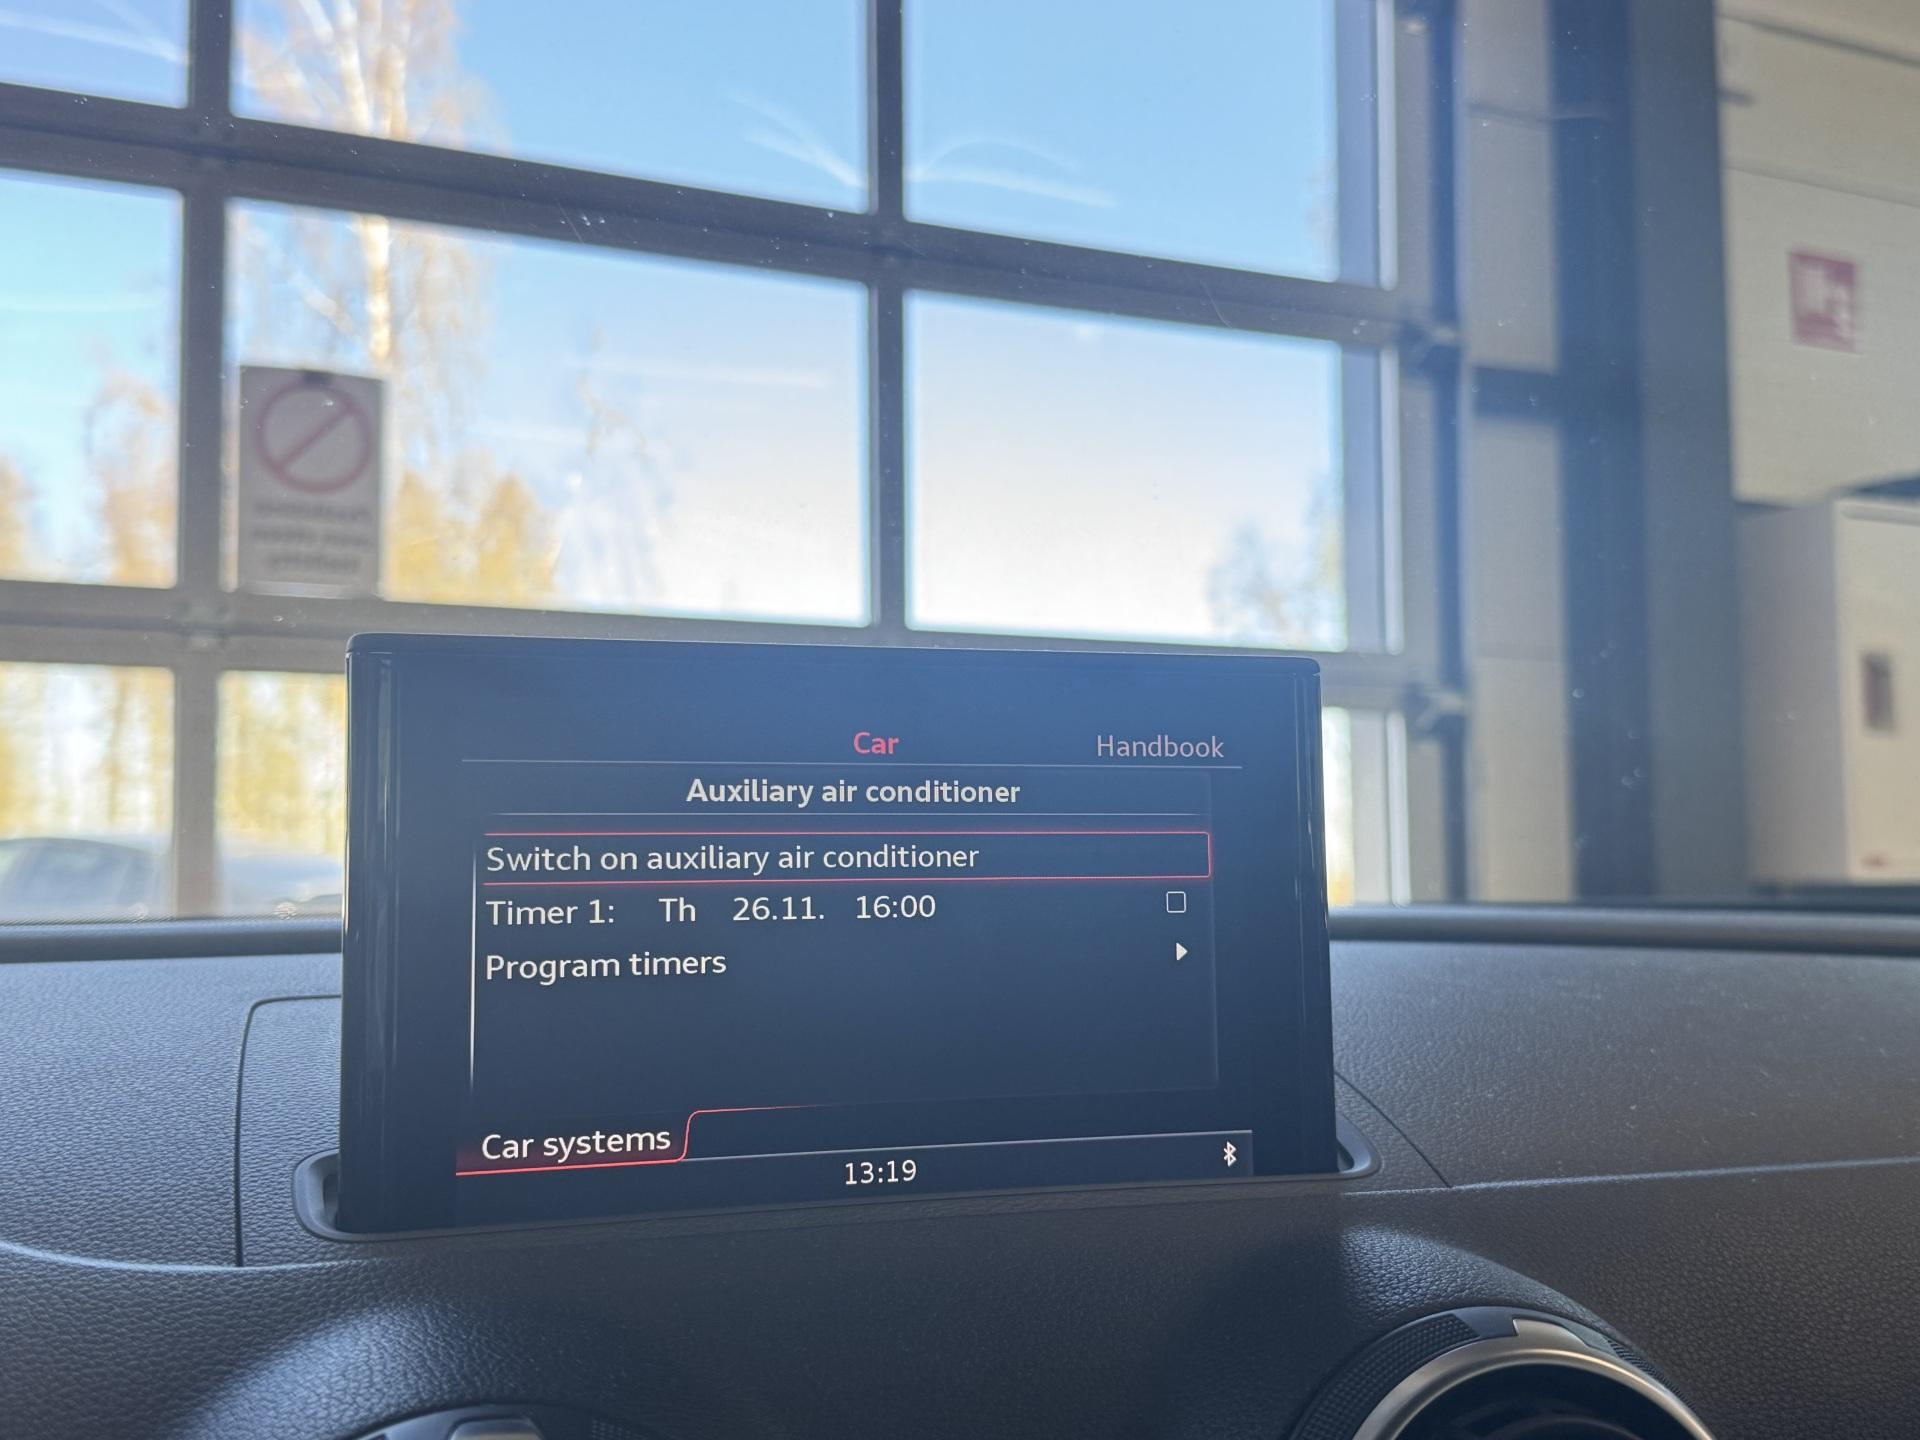 Car
Handbook
Auxiliary air conditioner
Switch on auxiliary air conditioner
Timer 1: Th 26.11. 16:00
Program timers
Car systems
13:19